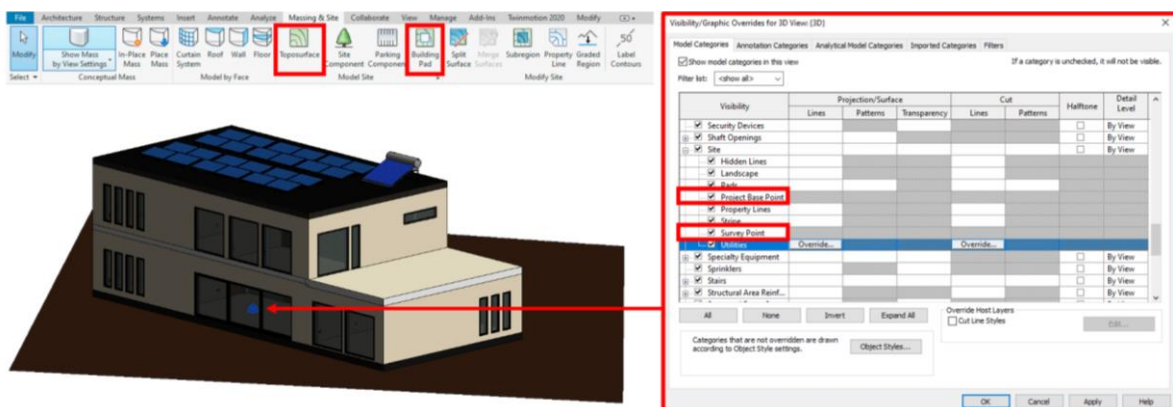 File Architecture Structure Systems Insert Annotate Analyze Massing & Site Collaborate View Manage Add-Ins Twinmotion 2020 Modify
Modify
Show Mass
by View Settings
In-Place
Mass
Place
Mass
Curtain
System
Roof
Wall
Floor
Toposurface
Site
Component
Parking
Component
Building
Pad
Split
Surface
Merge
Surfaces
Subregion
Property
Line
Graded
Region
50
Label
Contours
Select
Conceptual Mass
Model by Face
Model Site
Modify Site
Visibility/Graphic Overrides for 3D View: {3D}
Model Categories Annotation Categories Analytical Model Categories Imported Categories Filters
Show model categories in this view
If a category is unchecked, it will not be visible.
Filter list: <show all>
Visibility
Projection/Surface
Cut
Halftone
Detail
Level
Lines Patterns Transparency Lines Patterns
Security Devices By View
Shaft Openings By View
Site By View
Hidden Lines
Landscape
Pads
Project Base Point
Property Lines
Stripe
Survey Point
Utilities Override... Override...
Specialty Equipment By View
Sprinklers By View
Stairs By View
Structural Area Reinf... By View
All None Invert Expand All
Override Host Layers
Cut Line Styles
Edit...
Categories that are not overridden are drawn
according to Object Style settings.
Object Styles...
OK Cancel Apply Help